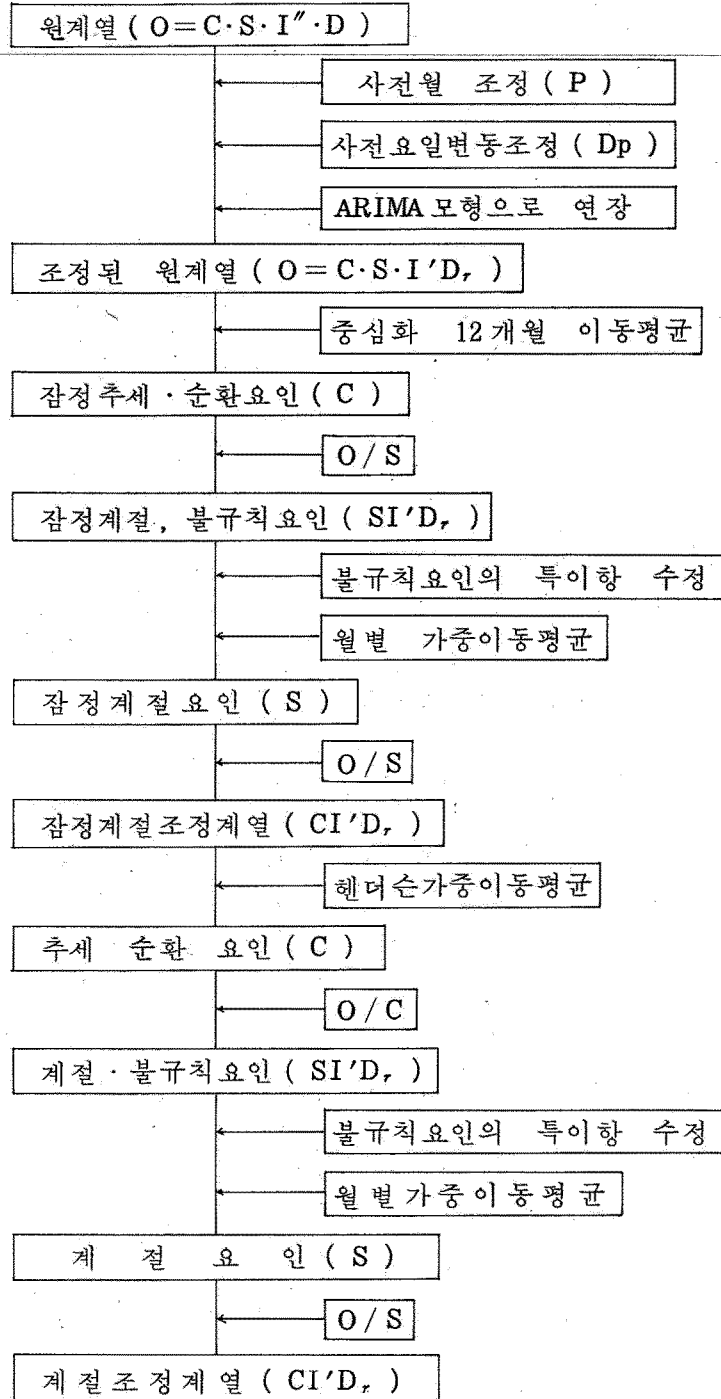 원계열 ( O=C·S·I″·D )
사전월 조정 ( P )
사전요일변동조정 ( Dp )
ARIMA 모형으로 연장
조정된 원계열 ( O=C·S·I′Dr )
중심화 12개월 이동평균
잠정추세·순환요인 ( C )
O/S
잠정계절, 불규칙요인 ( SI′Dr )
불규칙요인의 특이항 수정
월별 가중이동평균
잠정계절요인 ( S )
O/S
잠정계절조정계열 ( CI′Dr )
헨더슨가중이동평균
추세 순환 요인 ( C )
O/C
계절·불규칙요인 ( SI′Dr )
불규칙요인의 특이항 수정
월별가중이동평균
계절요인 ( S )
O/S
계절조정계열 ( CI′Dr )